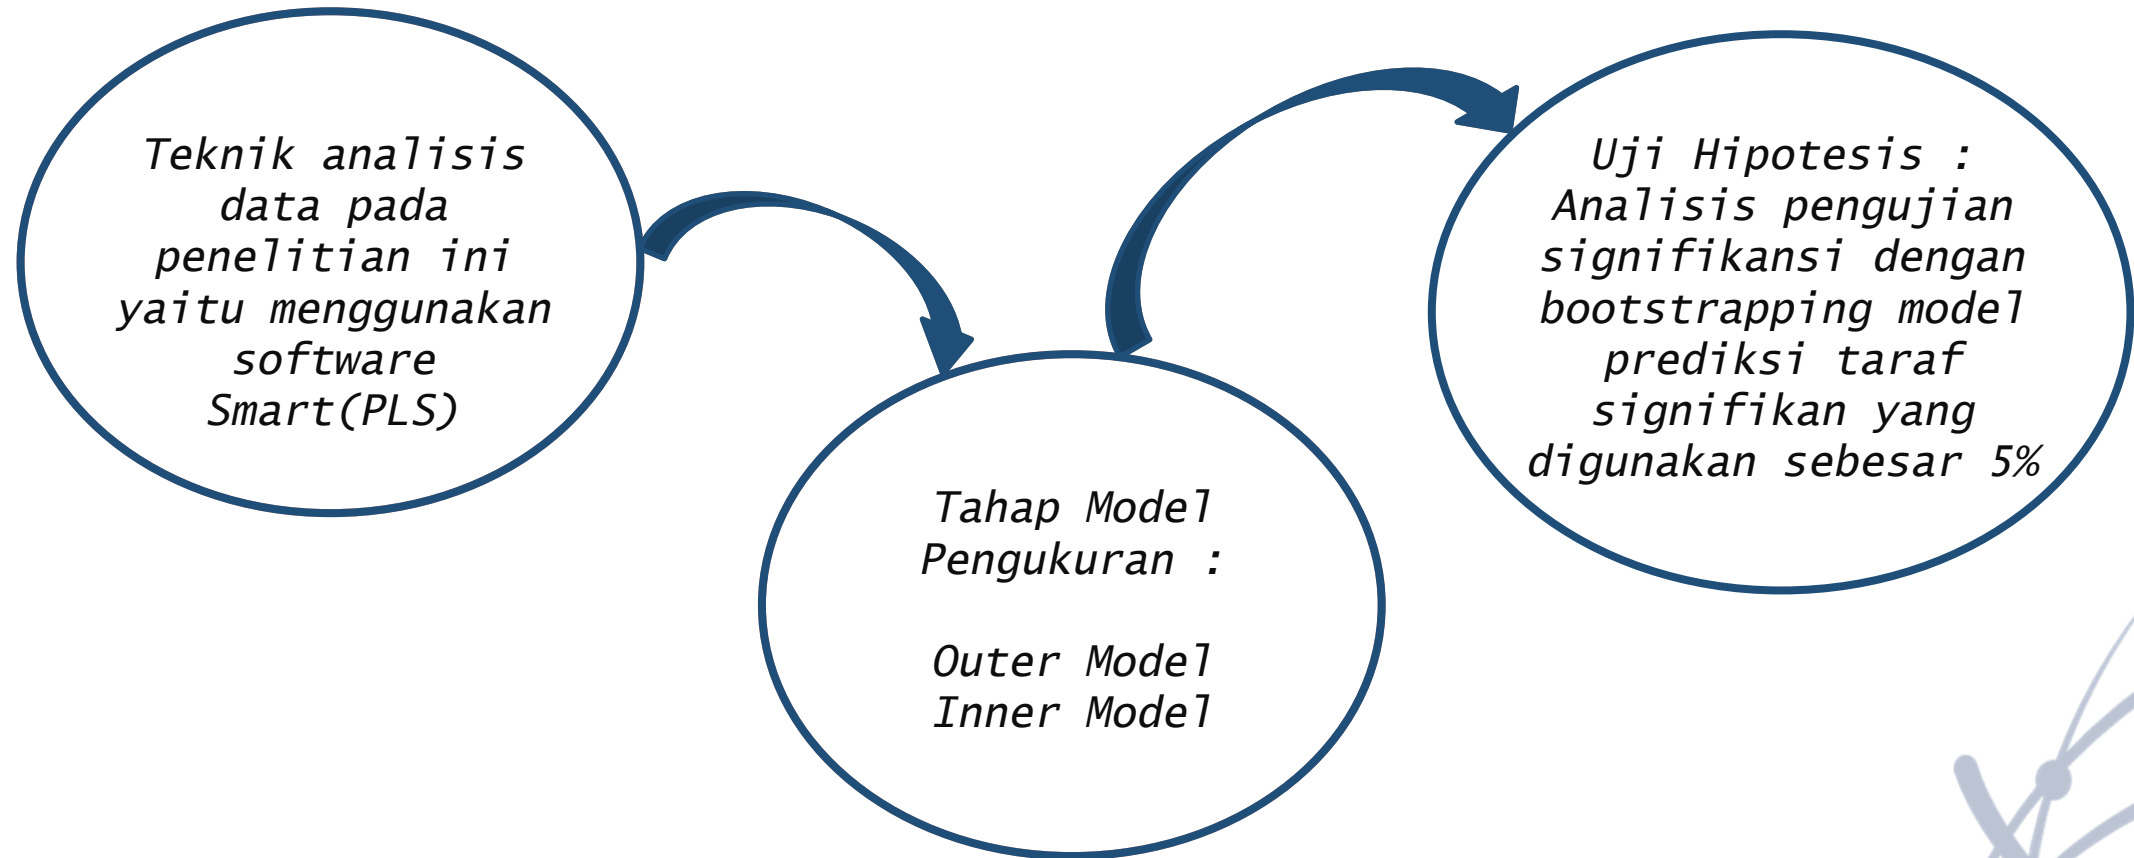 Teknik analisis
data pada
penelitian ini
yaitu menggunakan
software
Smart(PLS)
Tahap Model
Pengukuran :
Outer Model
Inner Model
Uji Hipotesis :
Analisis pengujian
signifikansi dengan
bootstrapping model
prediksi taraf
signifikan yang
digunakan sebesar 5%